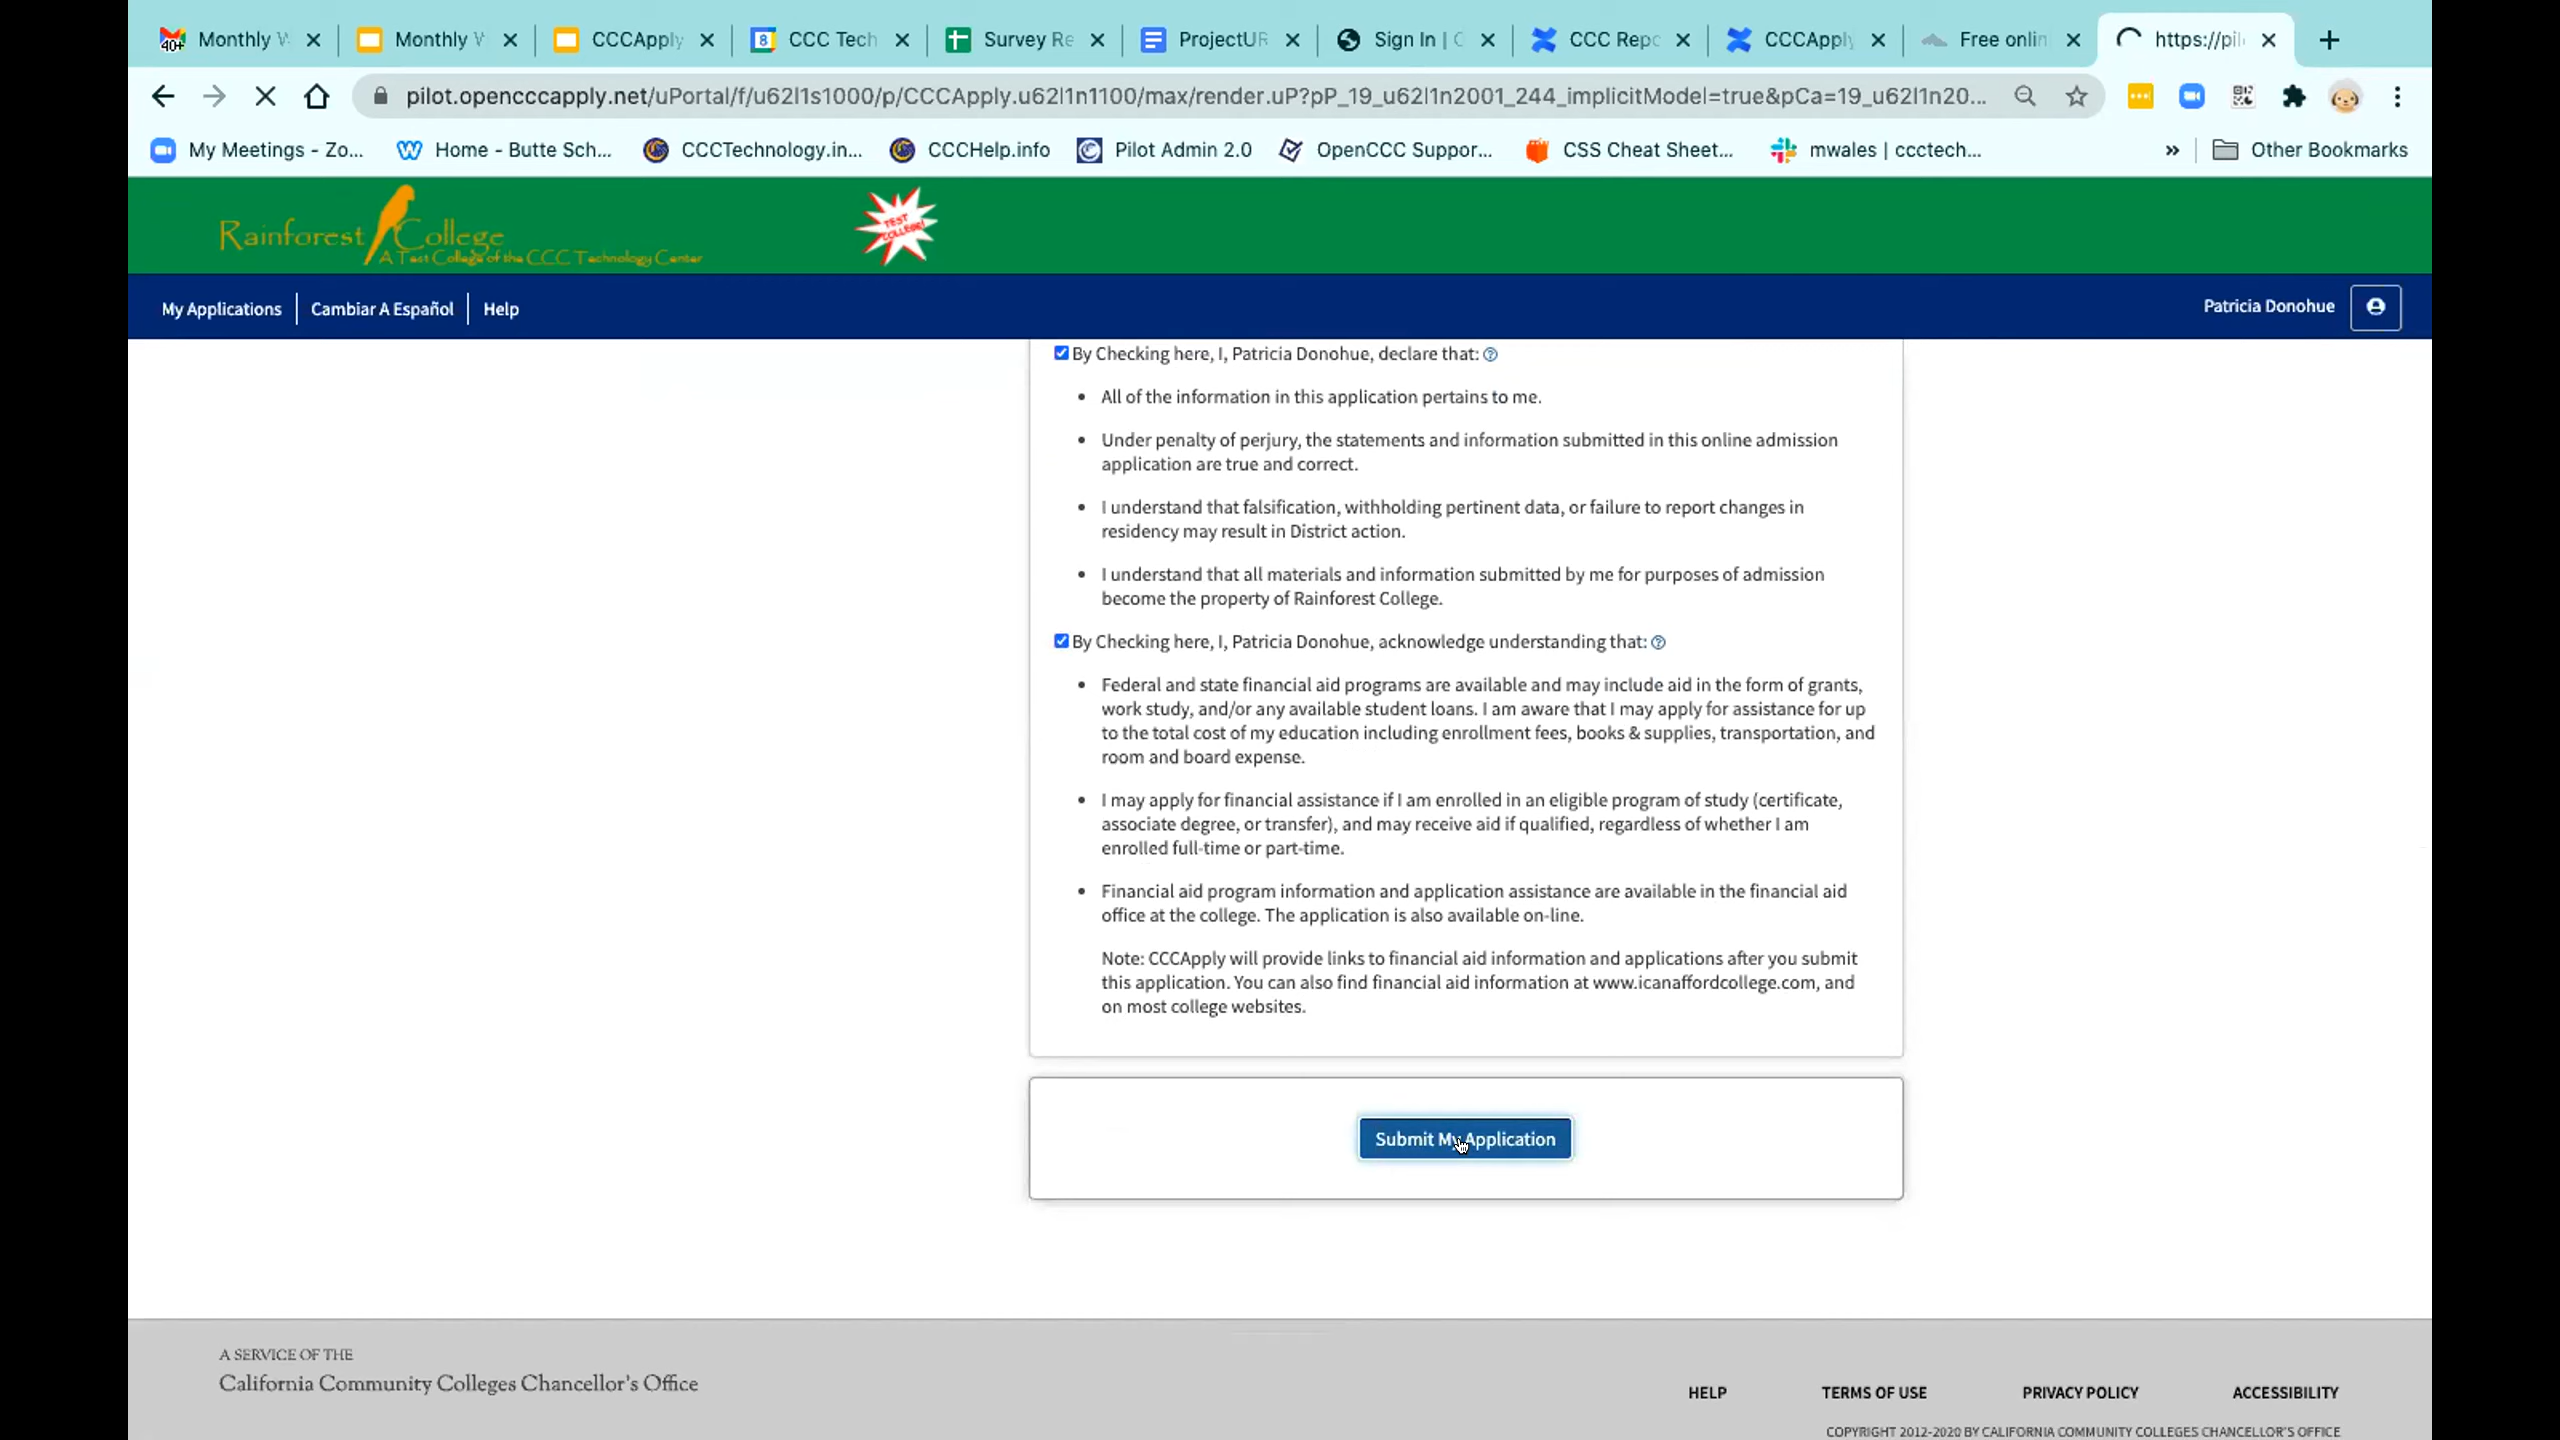 40+ Monthly W Monthly W CCCApply 8 CCC Tech Survey Re ProjectUR Sign In | C CCC Repo CCCApply Free onlin https://pil
pilot.openccc​apply.net/uPortal/f/u62l1s1000/p/CCCApply.u62l1n1100/max/render.uP?pP_19_u62l1n2001_244_implicitModel=true&pCa=19_u62l1n20...
My Meetings - Zo... Home - Butte Sch... CCCTechnology.in... CCCHelp.info Pilot Admin 2.0 OpenCCC Suppor... CSS Cheat Sheet... mwales | ccctech... » Other Bookmarks
Rainforest College
A Test College of the CCC Technology Center
TEST
COLLEGE!
My Applications Cambiar A Español Help Patricia Donohue
By Checking here, I, Patricia Donohue, declare that:
• All of the information in this application pertains to me.
• Under penalty of perjury, the statements and information submitted in this online admission
application are true and correct.
• I understand that falsification, withholding pertinent data, or failure to report changes in
residency may result in District action.
• I understand that all materials and information submitted by me for purposes of admission
become the property of Rainforest College.
By Checking here, I, Patricia Donohue, acknowledge understanding that:
• Federal and state financial aid programs are available and may include aid in the form of grants,
work study, and/or any available student loans. I am aware that I may apply for assistance for up
to the total cost of my education including enrollment fees, books & supplies, transportation, and
room and board expense.
• I may apply for financial assistance if I am enrolled in an eligible program of study (certificate,
associate degree, or transfer), and may receive aid if qualified, regardless of whether I am
enrolled full-time or part-time.
• Financial aid program information and application assistance are available in the financial aid
office at the college. The application is also available on-line.
Note: CCCApply will provide links to financial aid information and applications after you submit
this application. You can also find financial aid information at www.icanaffordcollege.com, and
on most college websites.
Submit My Application
A SERVICE OF THE
California Community Colleges Chancellor's Office
HELP TERMS OF USE PRIVACY POLICY ACCESSIBILITY
COPYRIGHT 2012-2020 BY CALIFORNIA COMMUNITY COLLEGES CHANCELLOR'S OFFICE